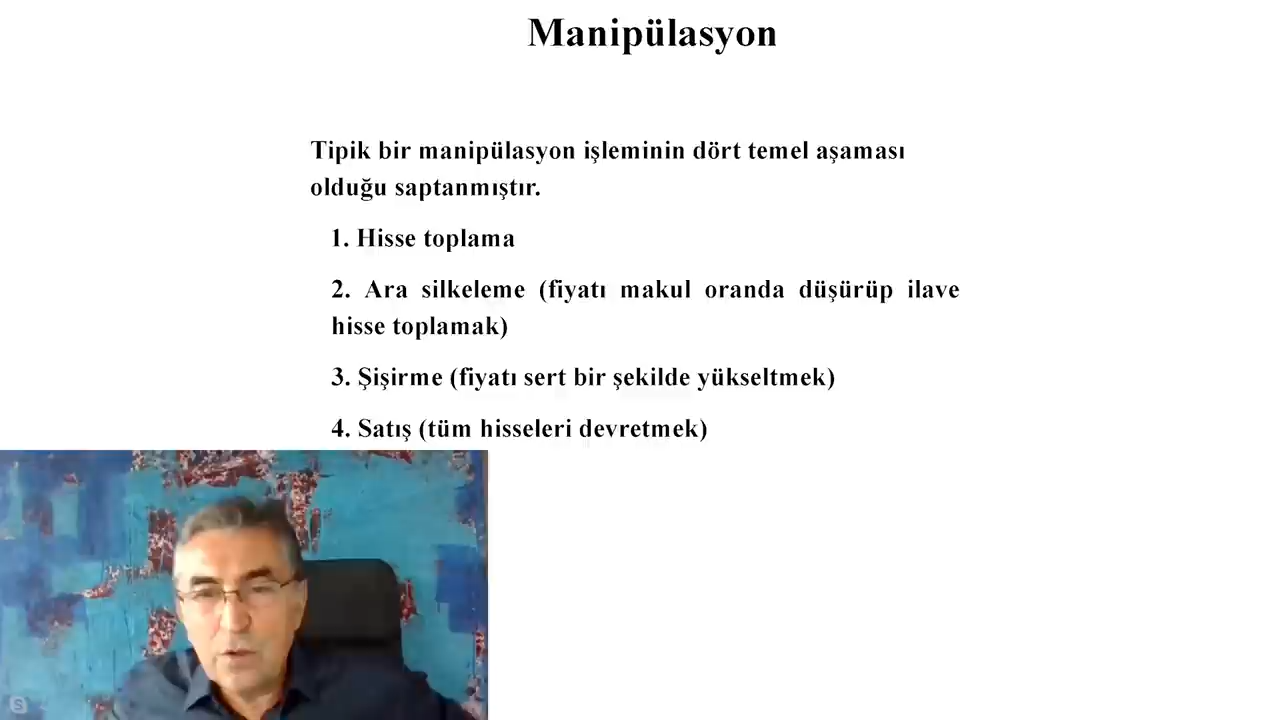 Manipülasyon
Tipik bir manipülasyon işleminin dört temel aşaması
olduğu saptanmıştır.
1. Hisse toplama
2. Ara silkeleme (fiyatı makul oranda düşürüp ilave
hisse toplamak)
3. Şişirme (fiyatı sert bir şekilde yükseltmek)
4. Satış (tüm hisseleri devretmek)